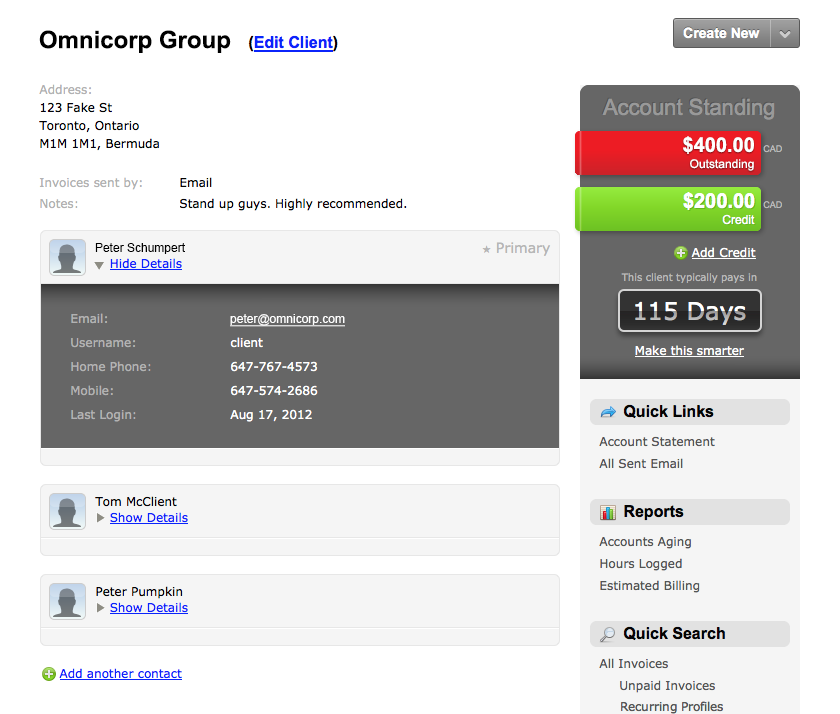 Omnicorp Group (Edit Client)
Create New
Address:
123 Fake St
Toronto, Ontario
M1M 1M1, Bermuda
Invoices sent by: Email
Notes: Stand up guys. Highly recommended.
Peter Schumpert
Hide Details
★ Primary
Email: peter@omnicorp.com
Username: client
Home Phone: 647-767-4573
Mobile: 647-574-2686
Last Login: Aug 17, 2012
Tom McClient
Show Details
Peter Pumpkin
Show Details
Add another contact
Account Standing
$400.00 CAD
Outstanding
$200.00 CAD
Credit
Add Credit
This client typically pays in
115 Days
Make this smarter
Quick Links
Account Statement
All Sent Email
Reports
Accounts Aging
Hours Logged
Estimated Billing
Quick Search
All Invoices
Unpaid Invoices
Recurring Profiles